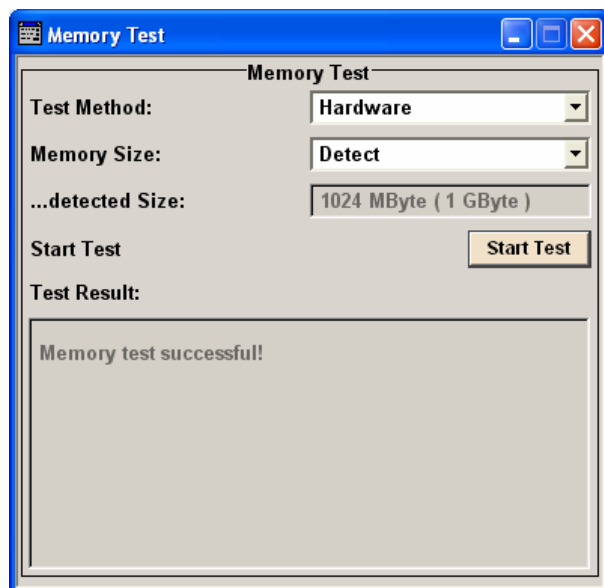 Memory Test
Memory Test
Test Method: Hardware
Memory Size: Detect
...detected Size: 1024 MByte ( 1 GByte )
Start Test Start Test
Test Result:
Memory test successful!